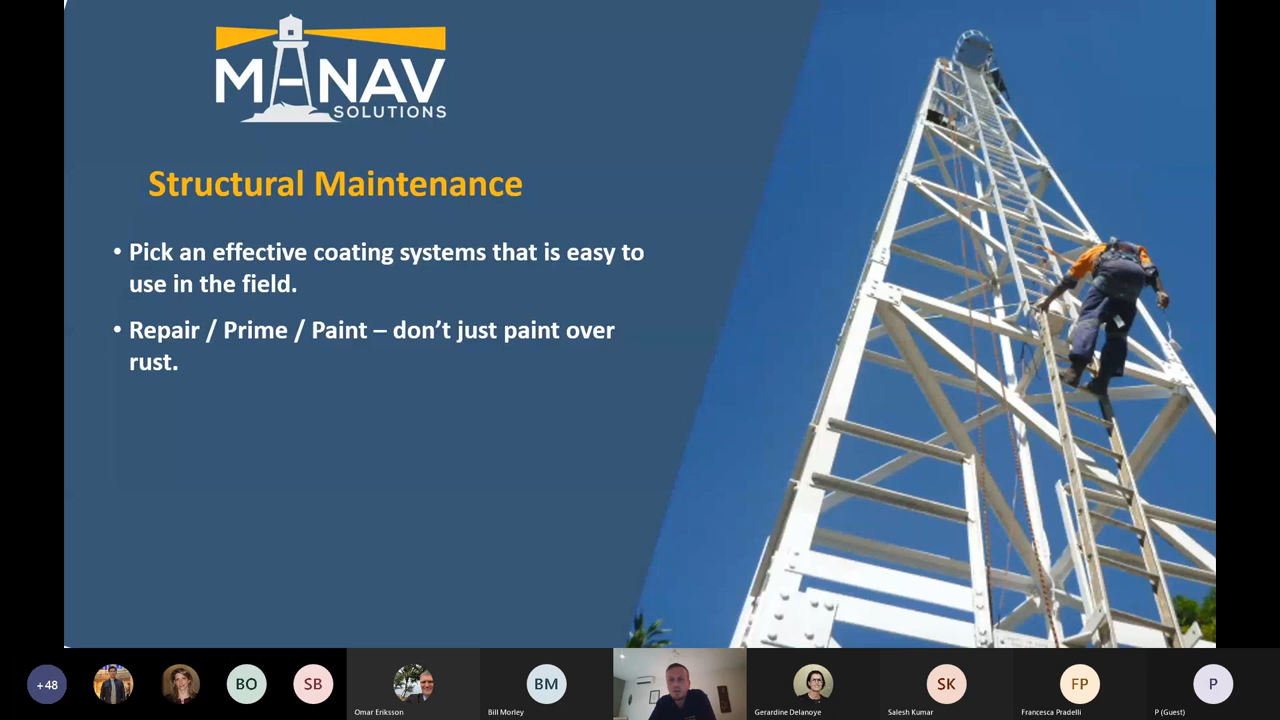 MANAV
SOLUTIONS
Structural Maintenance
• Pick an effective coating systems that is easy to
use in the field.
• Repair / Prime / Paint – don’t just paint over
rust.
+48
BO
SB
Omar Eriksson
BM
Bill Morley
Gerardine Delanoye
SK
Salesh Kumar
FP
Francesca Pradelli
P
P (Guest)